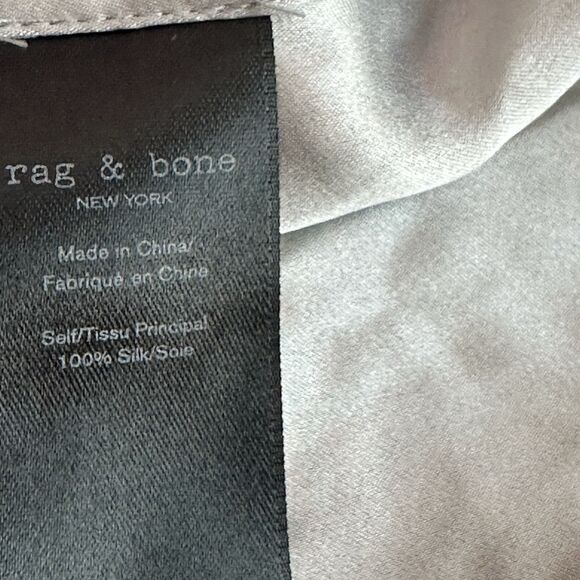 rag & bone
NEW YORK
Made in China/
Fabriqué en Chine
Self/Tissu Principal
100% Silk/Soie